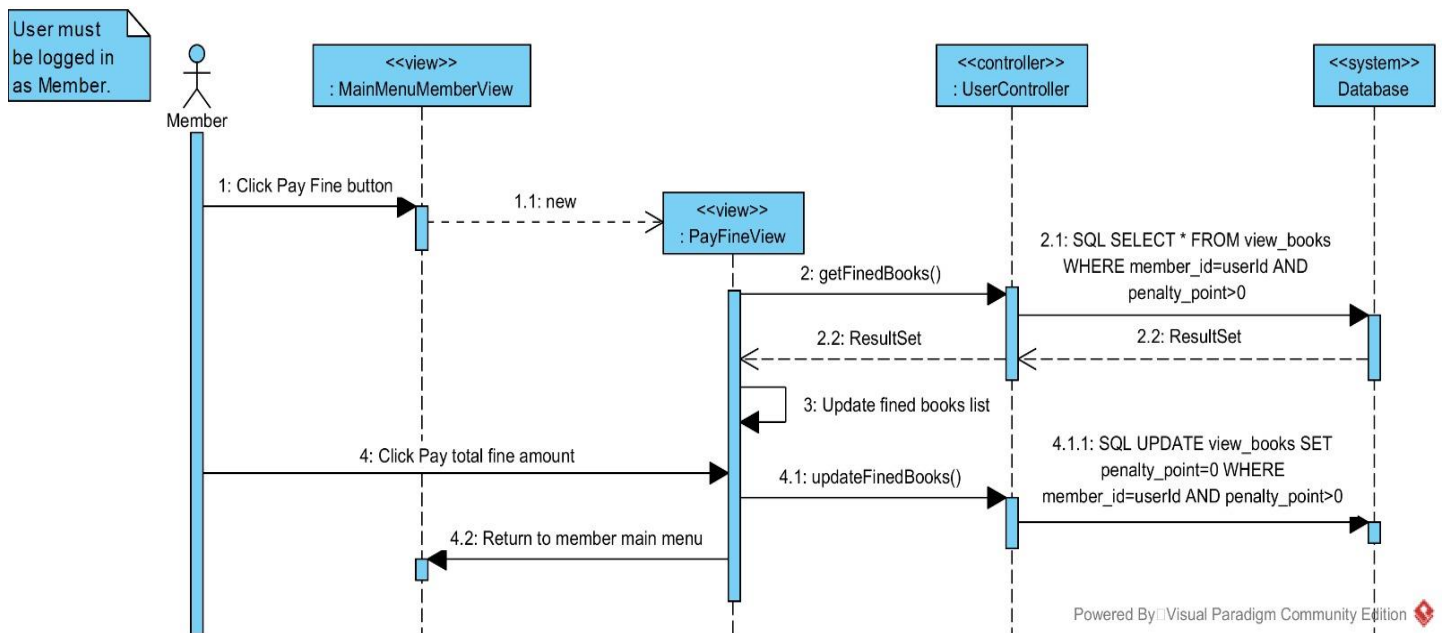 User must
be logged in
as Member.
Member
<<view>>
: MainMenuMemberView
<<controller>>
: UserController
<<system>>
Database
1: Click Pay Fine button
1.1: new
<<view>>
: PayFineView
2: getFinedBooks()
2.1: SQL SELECT * FROM view_books
WHERE member_id=userId AND
penalty_point>0
2.2: ResultSet
2.2: ResultSet
3: Update fined books list
4: Click Pay total fine amount
4.1: updateFinedBooks()
4.1.1: SQL UPDATE view_books SET
penalty_point=0 WHERE
member_id=userId AND penalty_point>0
4.2: Return to member main menu
Powered By□Visual Paradigm Community Edition